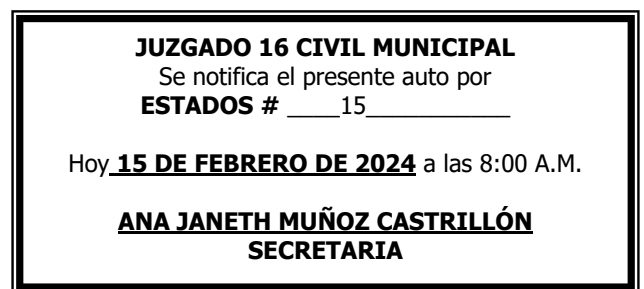 JUZGADO 16 CIVIL MUNICIPAL
Se notifica el presente auto por
ESTADOS # ____15___________
Hoy 15 DE FEBRERO DE 2024 a las 8:00 A.M.
ANA JANETH MUÑOZ CASTRILLÓN
SECRETARIA